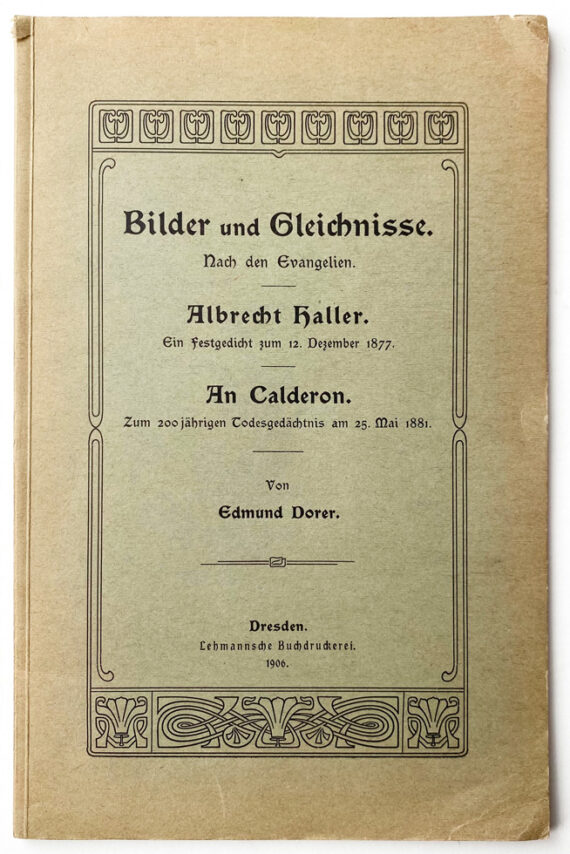 Bilder und Gleichnisse.
Nach den Evangelien.
Albrecht Haller.
Ein Festgedicht zum 12. Dezember 1877.
An Calderon.
Zum 200jährigen Todesgedächtnis am 25. Mai 1881.
Von
Edmund Dorer.
Dresden.
Lehmannsche Buchdruckerei.
1906.